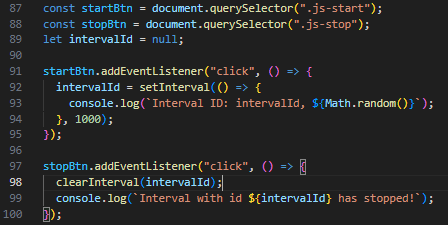 87 const startBtn = document.querySelector(".js-start");
88 const stopBtn = document.querySelector(".js-stop");
89 let intervalId = null;
90
91 startBtn.addEventListener("click", () => {
92   intervalId = setInterval(() => {
93     console.log(`Interval ID: intervalId, ${Math.random()}`);
94   }, 1000);
95 });
96
97 stopBtn.addEventListener("click", () => {
98   clearInterval(intervalId);
99   console.log(`Interval with id ${intervalId} has stopped!`);
100 });